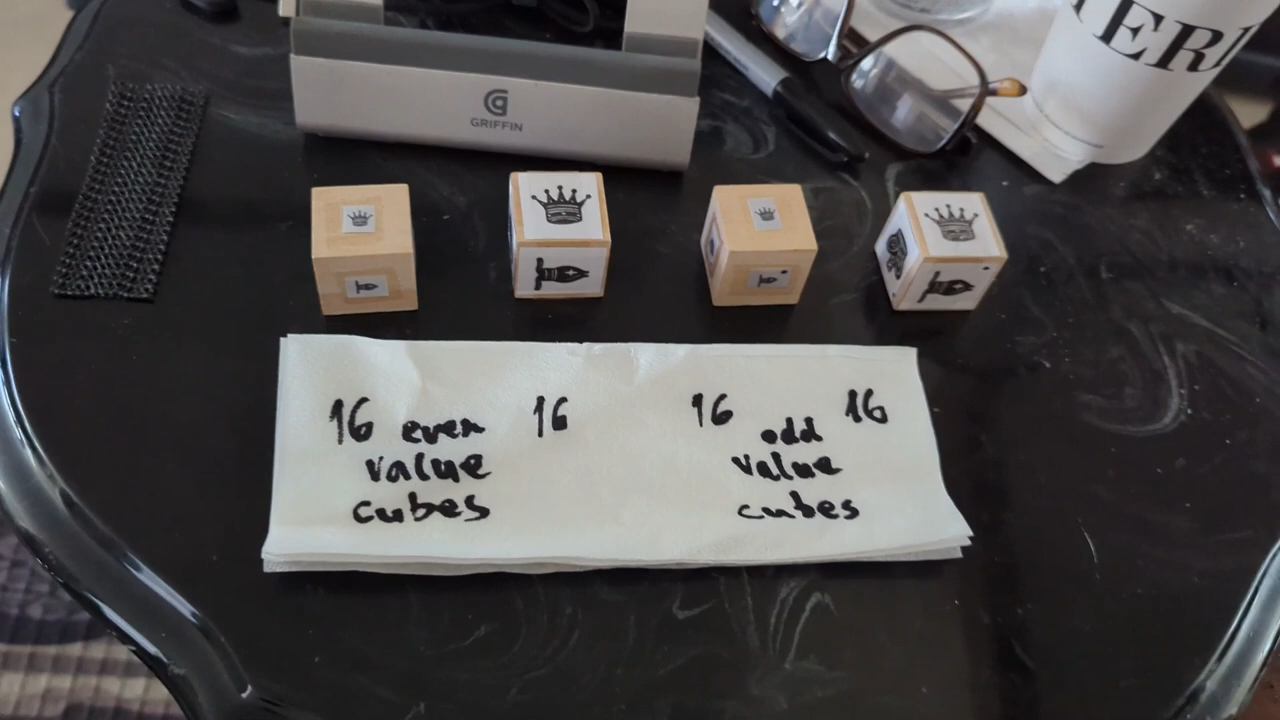 GRIFFIN
16 even 16
value
cubes
16 odd 16
value
cubes